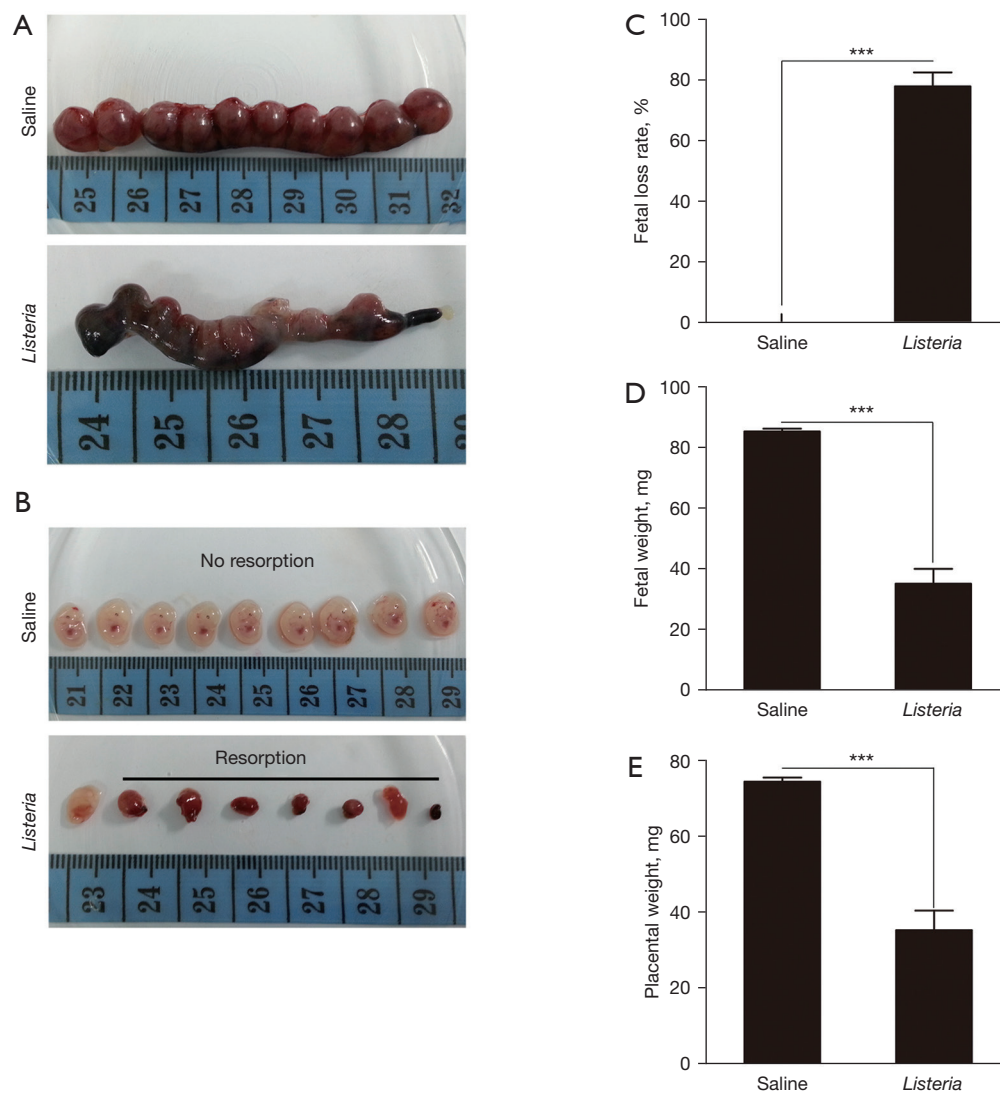 A
Saline
25 26 27 28 29 30 31 32
Listeria
24 25 26 27 28
B
Saline
No resorption
21 22 23 24 25 26 27 28 29
Listeria
Resorption
23 24 25 26 27 28 29
C
Fetal loss rate, %
100
80
60
40
20
0
***
Saline Listeria
D
Fetal weight, mg
100
80
60
40
20
0
***
Saline Listeria
E
Placental weight, mg
80
60
40
20
0
***
Saline Listeria